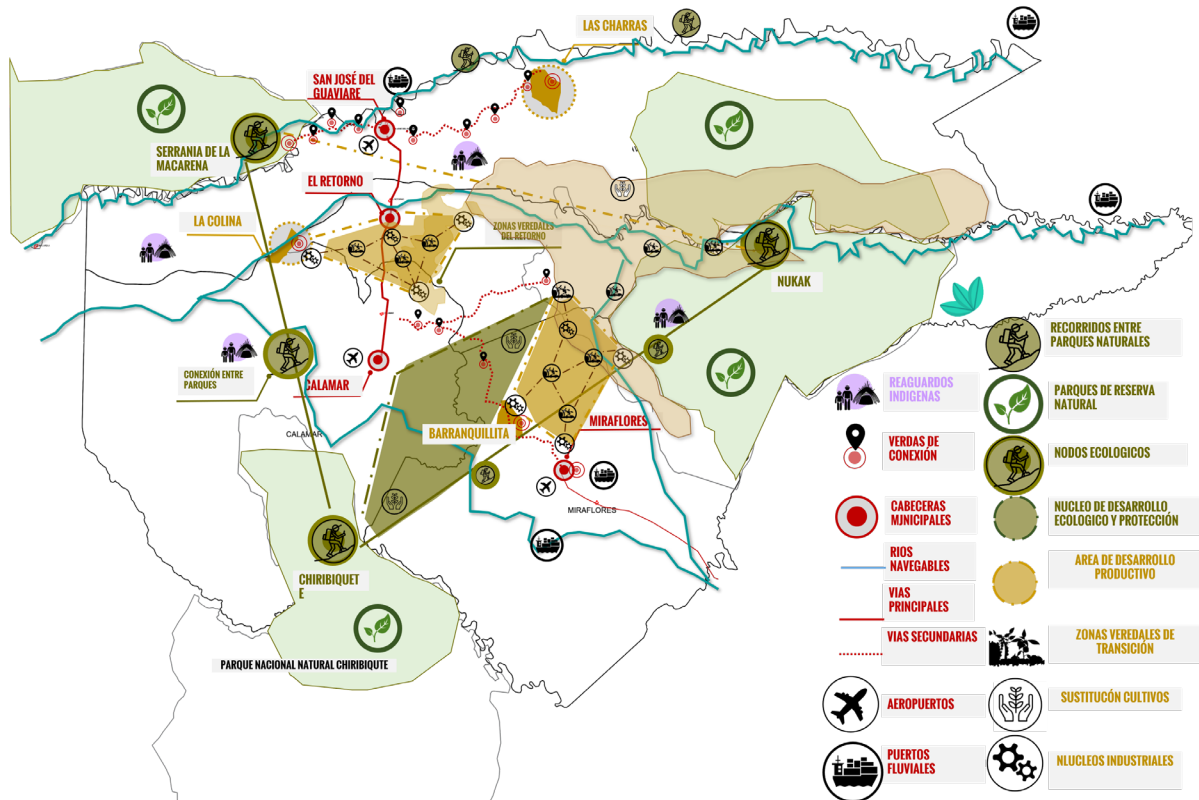 LAS CHARRAS
SAN JOSÉ DEL
GUAVIARE
SERRANIA DE LA
MACARENA
EL RETORNO
LA COLINA
ZONAS VEREDALES
DEL RETORNO
NUKAK
CONEXIÓN ENTRE
PARQUES
CALAMAR
CALAMAR
BARRANQUILLITA
MIRAFLORES
MIRAFLORES
CHIRIBIQUET
E
PARQUE NACIONAL NATURAL CHIRIBIQUTE
REAGUARDOS
INDIGENAS
VERDAS DE
CONEXIÓN
CABECERAS
MJNICIPALES
RIOS
NAVEGABLES
VIAS
PRINCIPALES
VIAS SECUNDARIAS
AEROPUERTOS
PUERTOS
FLUVIALES
RECORRIDOS ENTRE
PARQUES NATURALES
PARQUES DE RESERVA
NATURAL
NODOS ECOLOGICOS
NUCLEO DE DESARROLLO
ECOLOGICO Y PROTECCIÓN
AREA DE DESARROLLO
PRODUCTIVO
ZONAS VEREDALES DE
TRANSICIÓN
SUSTITUCÓN CULTIVOS
NLUCLEOS INDUSTRIALES